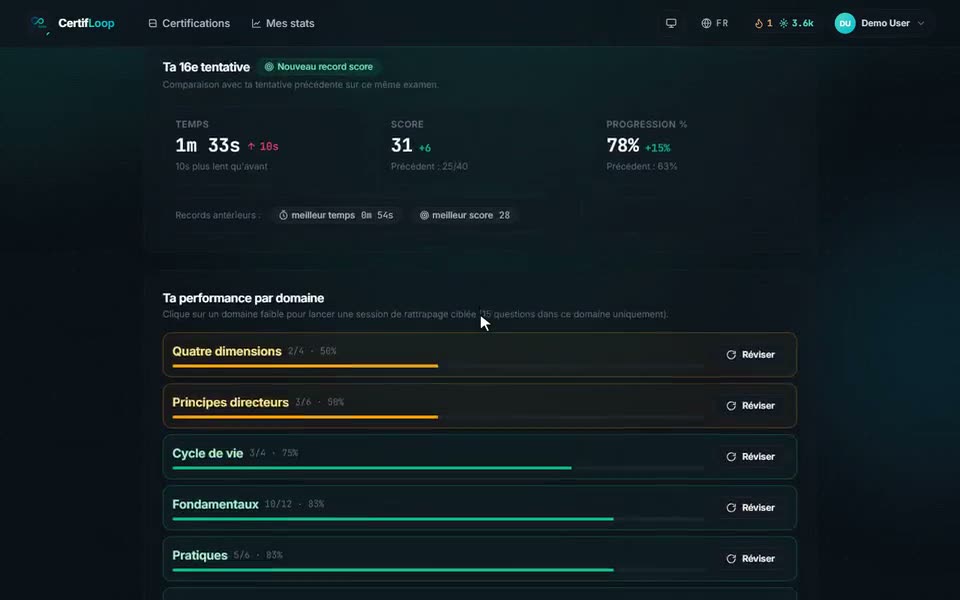 CertifLoop
Certifications
Mes stats
FR
1
3.6k
DU
Demo User
Ta 16e tentative
Nouveau record score
Comparaison avec ta tentative précédente sur ce même examen.
TEMPS
1m 33s ↑ 10s
10s plus lent qu'avant
SCORE
31 +6
Précédent : 25/40
PROGRESSION %
78% +15%
Précédent : 63%
Records antérieurs :
meilleur temps 0m 54s
meilleur score 28
Ta performance par domaine
Clique sur un domaine faible pour lancer une session de rattrapage ciblée (15 questions dans ce domaine uniquement).
Quatre dimensions 2/4 · 50%
Réviser
Principes directeurs 3/6 · 50%
Réviser
Cycle de vie 3/4 · 75%
Réviser
Fondamentaux 10/12 · 83%
Réviser
Pratiques 5/6 · 83%
Réviser